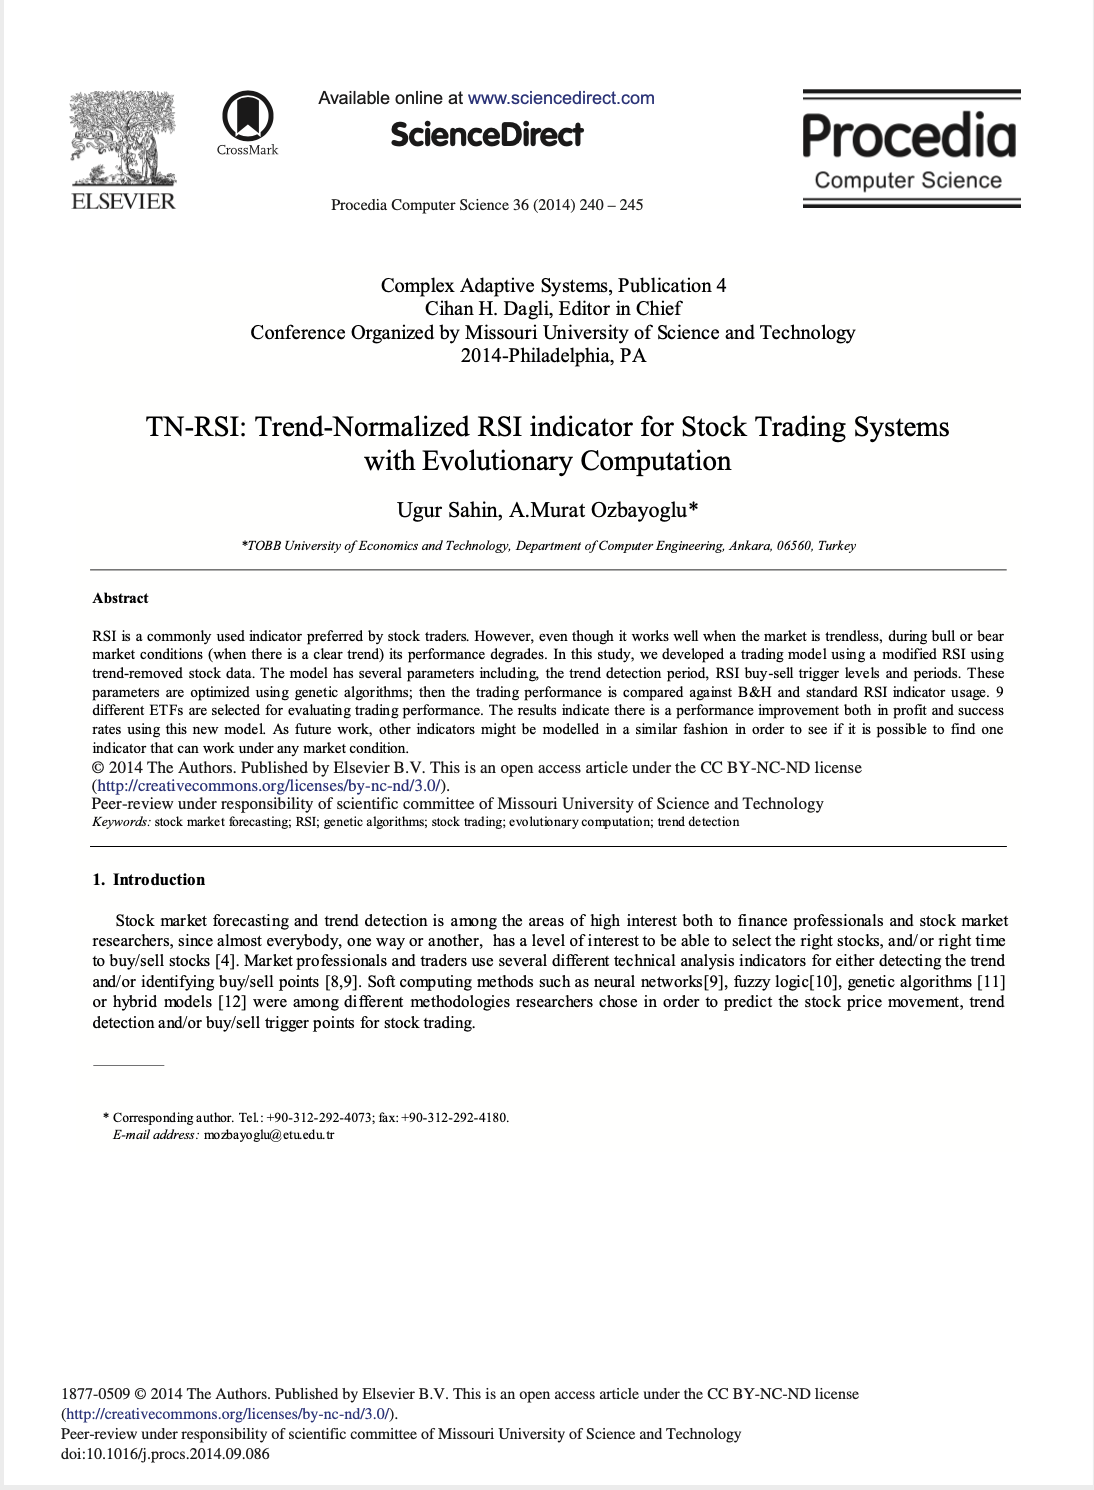 ELSEVIER
CrossMark
Available online at www.sciencedirect.com
ScienceDirect
Procedia Computer Science 36 (2014) 240 – 245
Procedia
Computer Science
Complex Adaptive Systems, Publication 4
Cihan H. Dagli, Editor in Chief
Conference Organized by Missouri University of Science and Technology
2014-Philadelphia, PA
TN-RSI: Trend-Normalized RSI indicator for Stock Trading Systems
with Evolutionary Computation
Ugur Sahin, A.Murat Ozbayoglu*
*TOBB University of Economics and Technology, Department of Computer Engineering, Ankara, 06560, Turkey
Abstract
RSI is a commonly used indicator preferred by stock traders. However, even though it works well when the market is trendless, during bull or bear
market conditions (when there is a clear trend) its performance degrades. In this study, we developed a trading model using a modified RSI using
trend-removed stock data. The model has several parameters including, the trend detection period, RSI buy-sell trigger levels and periods. These
parameters are optimized using genetic algorithms; then the trading performance is compared against B&H and standard RSI indicator usage. 9
different ETFs are selected for evaluating trading performance. The results indicate there is a performance improvement both in profit and success
rates using this new model. As future work, other indicators might be modelled in a similar fashion in order to see if it is possible to find one
indicator that can work under any market condition.
© 2014 The Authors. Published by Elsevier B.V. This is an open access article under the CC BY-NC-ND license
(http://creativecommons.org/licenses/by-nc-nd/3.0/).
Peer-review under responsibility of scientific committee of Missouri University of Science and Technology
Keywords: stock market forecasting; RSI; genetic algorithms; stock trading; evolutionary computation; trend detection
1. Introduction
Stock market forecasting and trend detection is among the areas of high interest both to finance professionals and stock market
researchers, since almost everybody, one way or another, has a level of interest to be able to select the right stocks, and/or right time
to buy/sell stocks [4]. Market professionals and traders use several different technical analysis indicators for either detecting the trend
and/or identifying buy/sell points [8,9]. Soft computing methods such as neural networks[9], fuzzy logic[10], genetic algorithms [11]
or hybrid models [12] were among different methodologies researchers chose in order to predict the stock price movement, trend
detection and/or buy/sell trigger points for stock trading.
* Corresponding author. Tel.: +90-312-292-4073; fax: +90-312-292-4180.
E-mail address: mozbayoglu@etu.edu.tr
1877-0509 © 2014 The Authors. Published by Elsevier B.V. This is an open access article under the CC BY-NC-ND license
(http://creativecommons.org/licenses/by-nc-nd/3.0/).
Peer-review under responsibility of scientific committee of Missouri University of Science and Technology
doi:10.1016/j.procs.2014.09.086